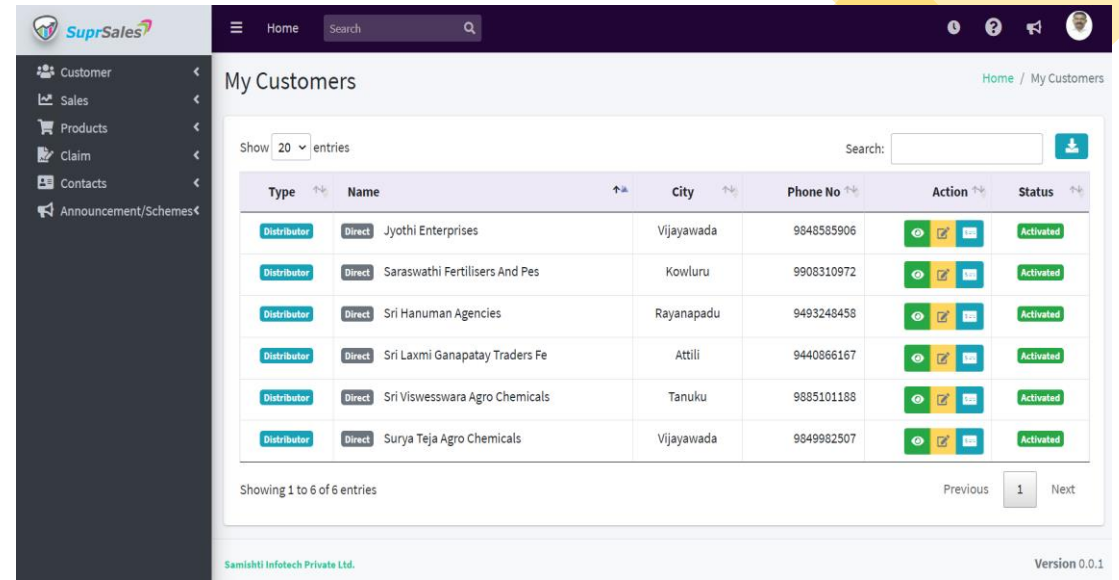 SuprSales
Home Search
Customer
Sales
Products
Claim
Contacts
Announcement/Schemes
My Customers
Home / My Customers
Show 20 entries
Search:
Type Name City Phone No Action Status
Distributor Direct Jyothi Enterprises Vijayawada 9848585906 Activated
Distributor Direct Saraswathi Fertilisers And Pes Kowluru 9908310972 Activated
Distributor Direct Sri Hanuman Agencies Rayanapadu 9493248458 Activated
Distributor Direct Sri Laxmi Ganapatay Traders Fe Attili 9440866167 Activated
Distributor Direct Sri Viswesswara Agro Chemicals Tanuku 9885101188 Activated
Distributor Direct Surya Teja Agro Chemicals Vijayawada 9849982507 Activated
Showing 1 to 6 of 6 entries
Previous 1 Next
Samishti Infotech Private Ltd.
Version 0.0.1